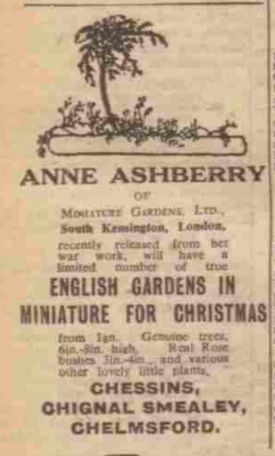 ANNE ASHBERRY
OF
MINIATURE GARDENS, LTD.,
South Kensington, London,
recently released from her
war work, will have a
limited number of true
ENGLISH GARDENS IN
MINIATURE FOR CHRISTMAS
from 1gn. Genuine trees,
6in.-8in. high, Real Rose
bushes 3in.-4in., and various
other lovely little plants.
CHESSINS,
CHIGNAL SMEALEY,
CHELMSFORD.